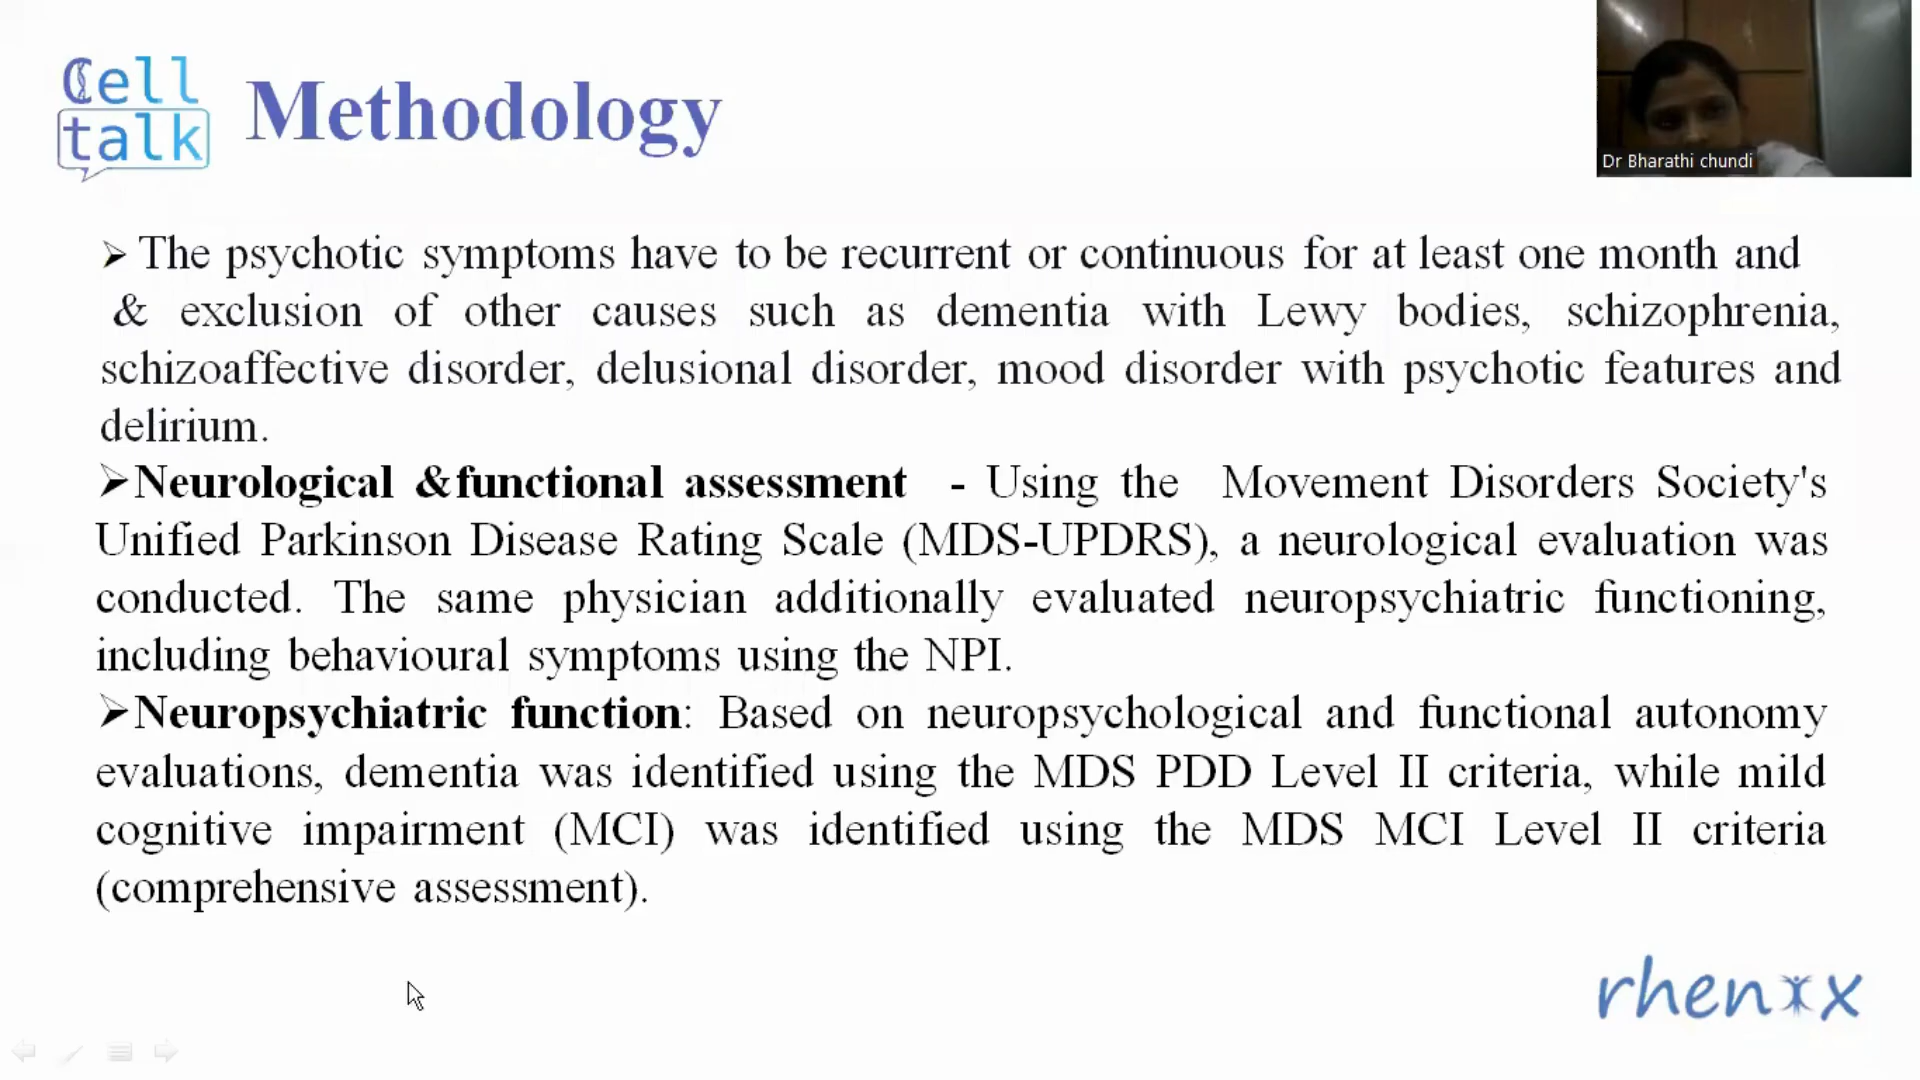 Cell
talk
Methodology
Dr Bharathi chundi
➢ The psychotic symptoms have to be recurrent or continuous for at least one month and
& exclusion of other causes such as dementia with Lewy bodies, schizophrenia,
schizoaffective disorder, delusional disorder, mood disorder with psychotic features and
delirium.
➢Neurological &functional assessment - Using the Movement Disorders Society's
Unified Parkinson Disease Rating Scale (MDS-UPDRS), a neurological evaluation was
conducted. The same physician additionally evaluated neuropsychiatric functioning,
including behavioural symptoms using the NPI.
➢Neuropsychiatric function: Based on neuropsychological and functional autonomy
evaluations, dementia was identified using the MDS PDD Level II criteria, while mild
cognitive impairment (MCI) was identified using the MDS MCI Level II criteria
(comprehensive assessment).
rhenix